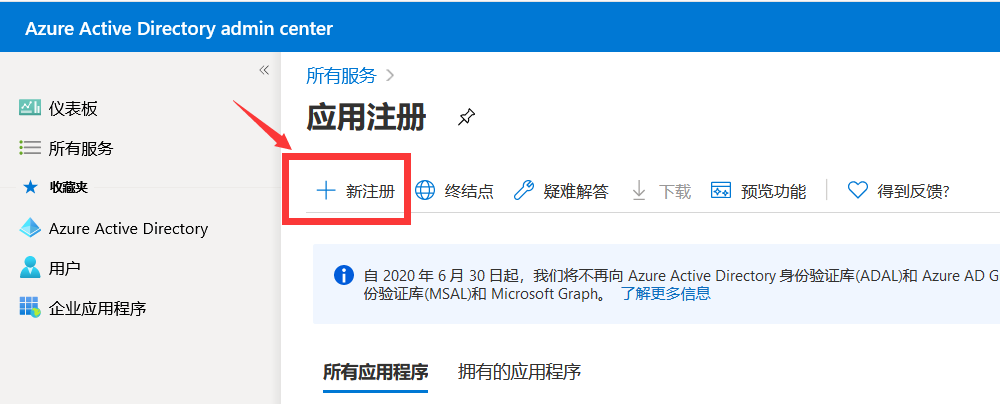 Azure Active Directory admin center
所有服务
应用注册
仪表板
所有服务
收藏夹
Azure Active Directory
用户
企业应用程序
新注册 终结点 疑难解答 下载 预览功能 得到反馈?
自 2020 年 6 月 30 日起，我们将不再向 Azure Active Directory 身份验证库(ADAL)和 Azure AD G
份验证库(MSAL)和 Microsoft Graph。 了解更多信息
所有应用程序 拥有的应用程序